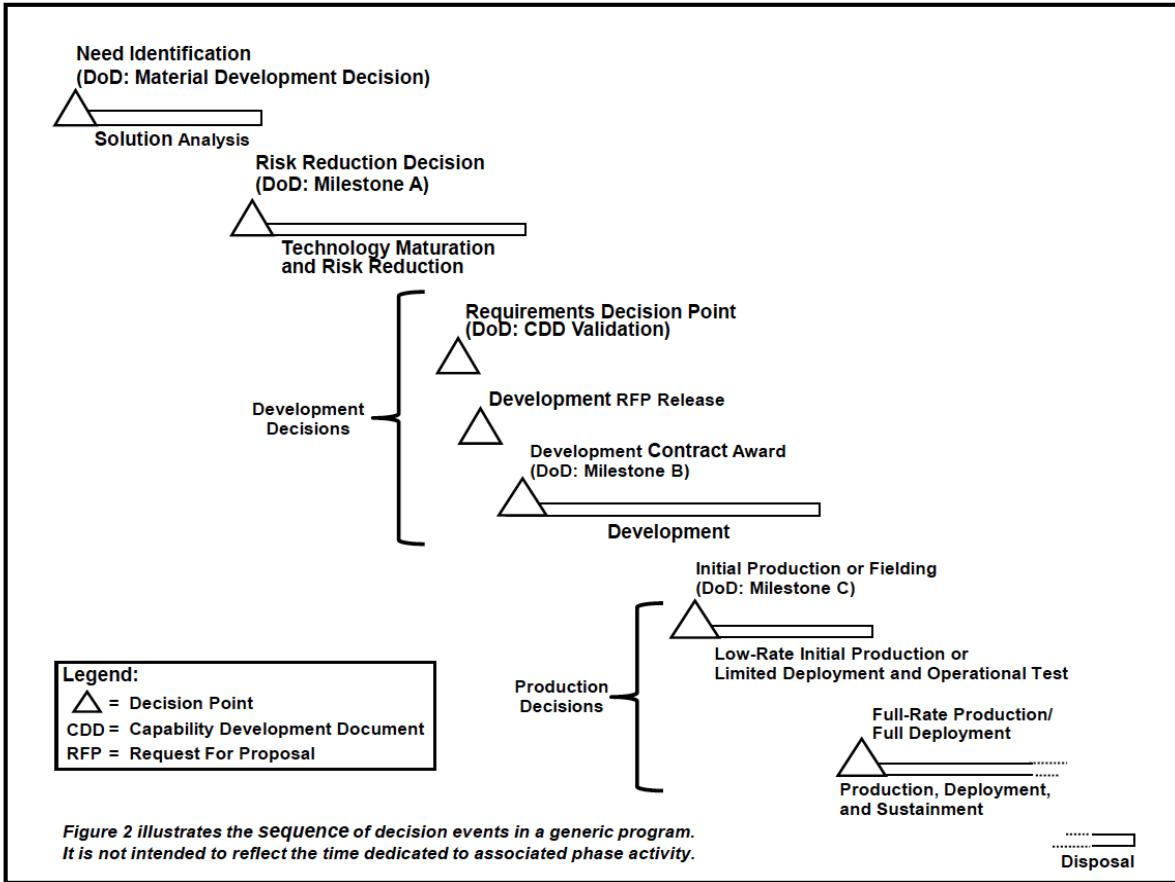 Need Identification
(DoD: Material Development Decision)
Solution Analysis
Risk Reduction Decision
(DoD: Milestone A)
Technology Maturation
and Risk Reduction
Requirements Decision Point
(DoD: CDD Validation)
Development
Decisions
Development RFP Release
Development Contract Award
(DoD: Milestone B)
Development
Initial Production or Fielding
(DoD: Milestone C)
Low-Rate Initial Production or
Limited Deployment and Operational Test
Production
Decisions
Full-Rate Production/
Full Deployment
Production, Deployment,
and Sustainment
Disposal
Legend:
= Decision Point
CDD = Capability Development Document
RFP = Request For Proposal
Figure 2 illustrates the sequence of decision events in a generic program.
It is not intended to reflect the time dedicated to associated phase activity.